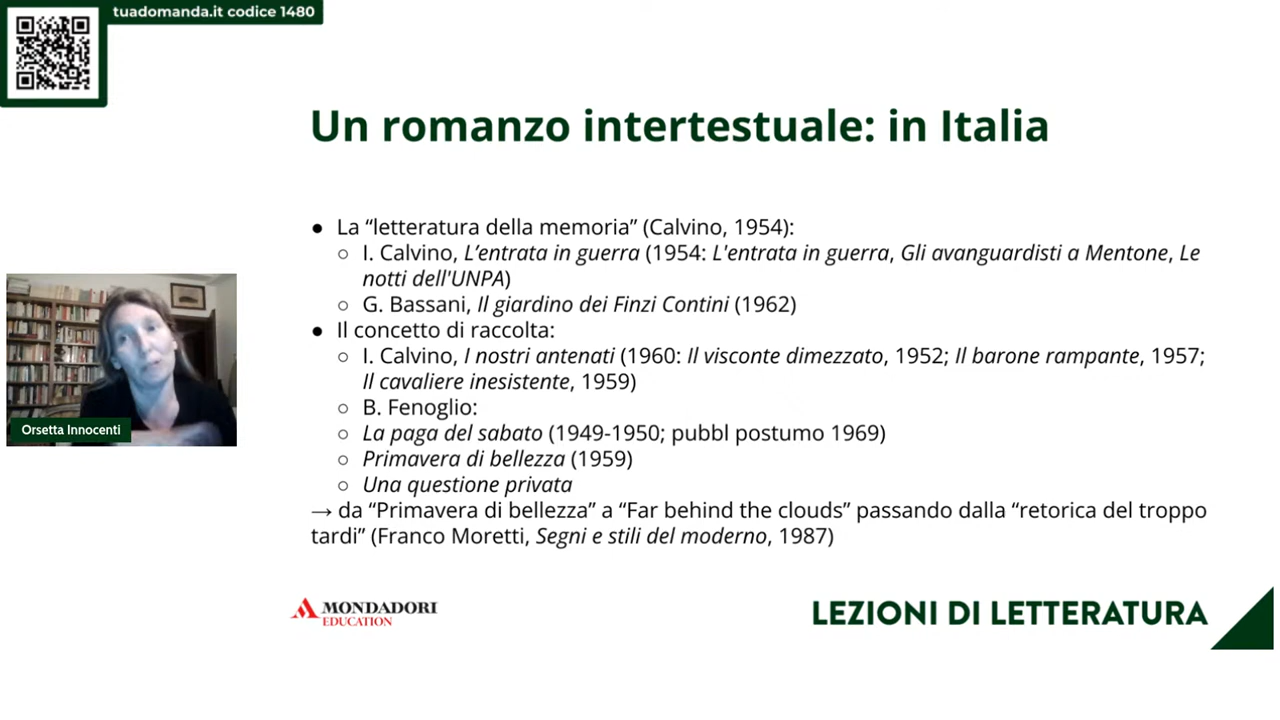 tuadomanda.it codice 1480
Un romanzo intertestuale: in Italia
● La “letteratura della memoria” (Calvino, 1954):
○ I. Calvino, L’entrata in guerra (1954: L'entrata in guerra, Gli avanguardisti a Mentone, Le
notti dell'UNPA)
○ G. Bassani, Il giardino dei Finzi Contini (1962)
● Il concetto di raccolta:
○ I. Calvino, I nostri antenati (1960: Il visconte dimezzato, 1952; Il barone rampante, 1957;
Il cavaliere inesistente, 1959)
○ B. Fenoglio:
○ La paga del sabato (1949-1950; pubbl postumo 1969)
○ Primavera di bellezza (1959)
○ Una questione privata
→ da “Primavera di bellezza” a “Far behind the clouds” passando dalla “retorica del troppo
tardi” (Franco Moretti, Segni e stili del moderno, 1987)
Orsetta Innocenti
MONDADORI
EDUCATION
LEZIONI DI LETTERATURA